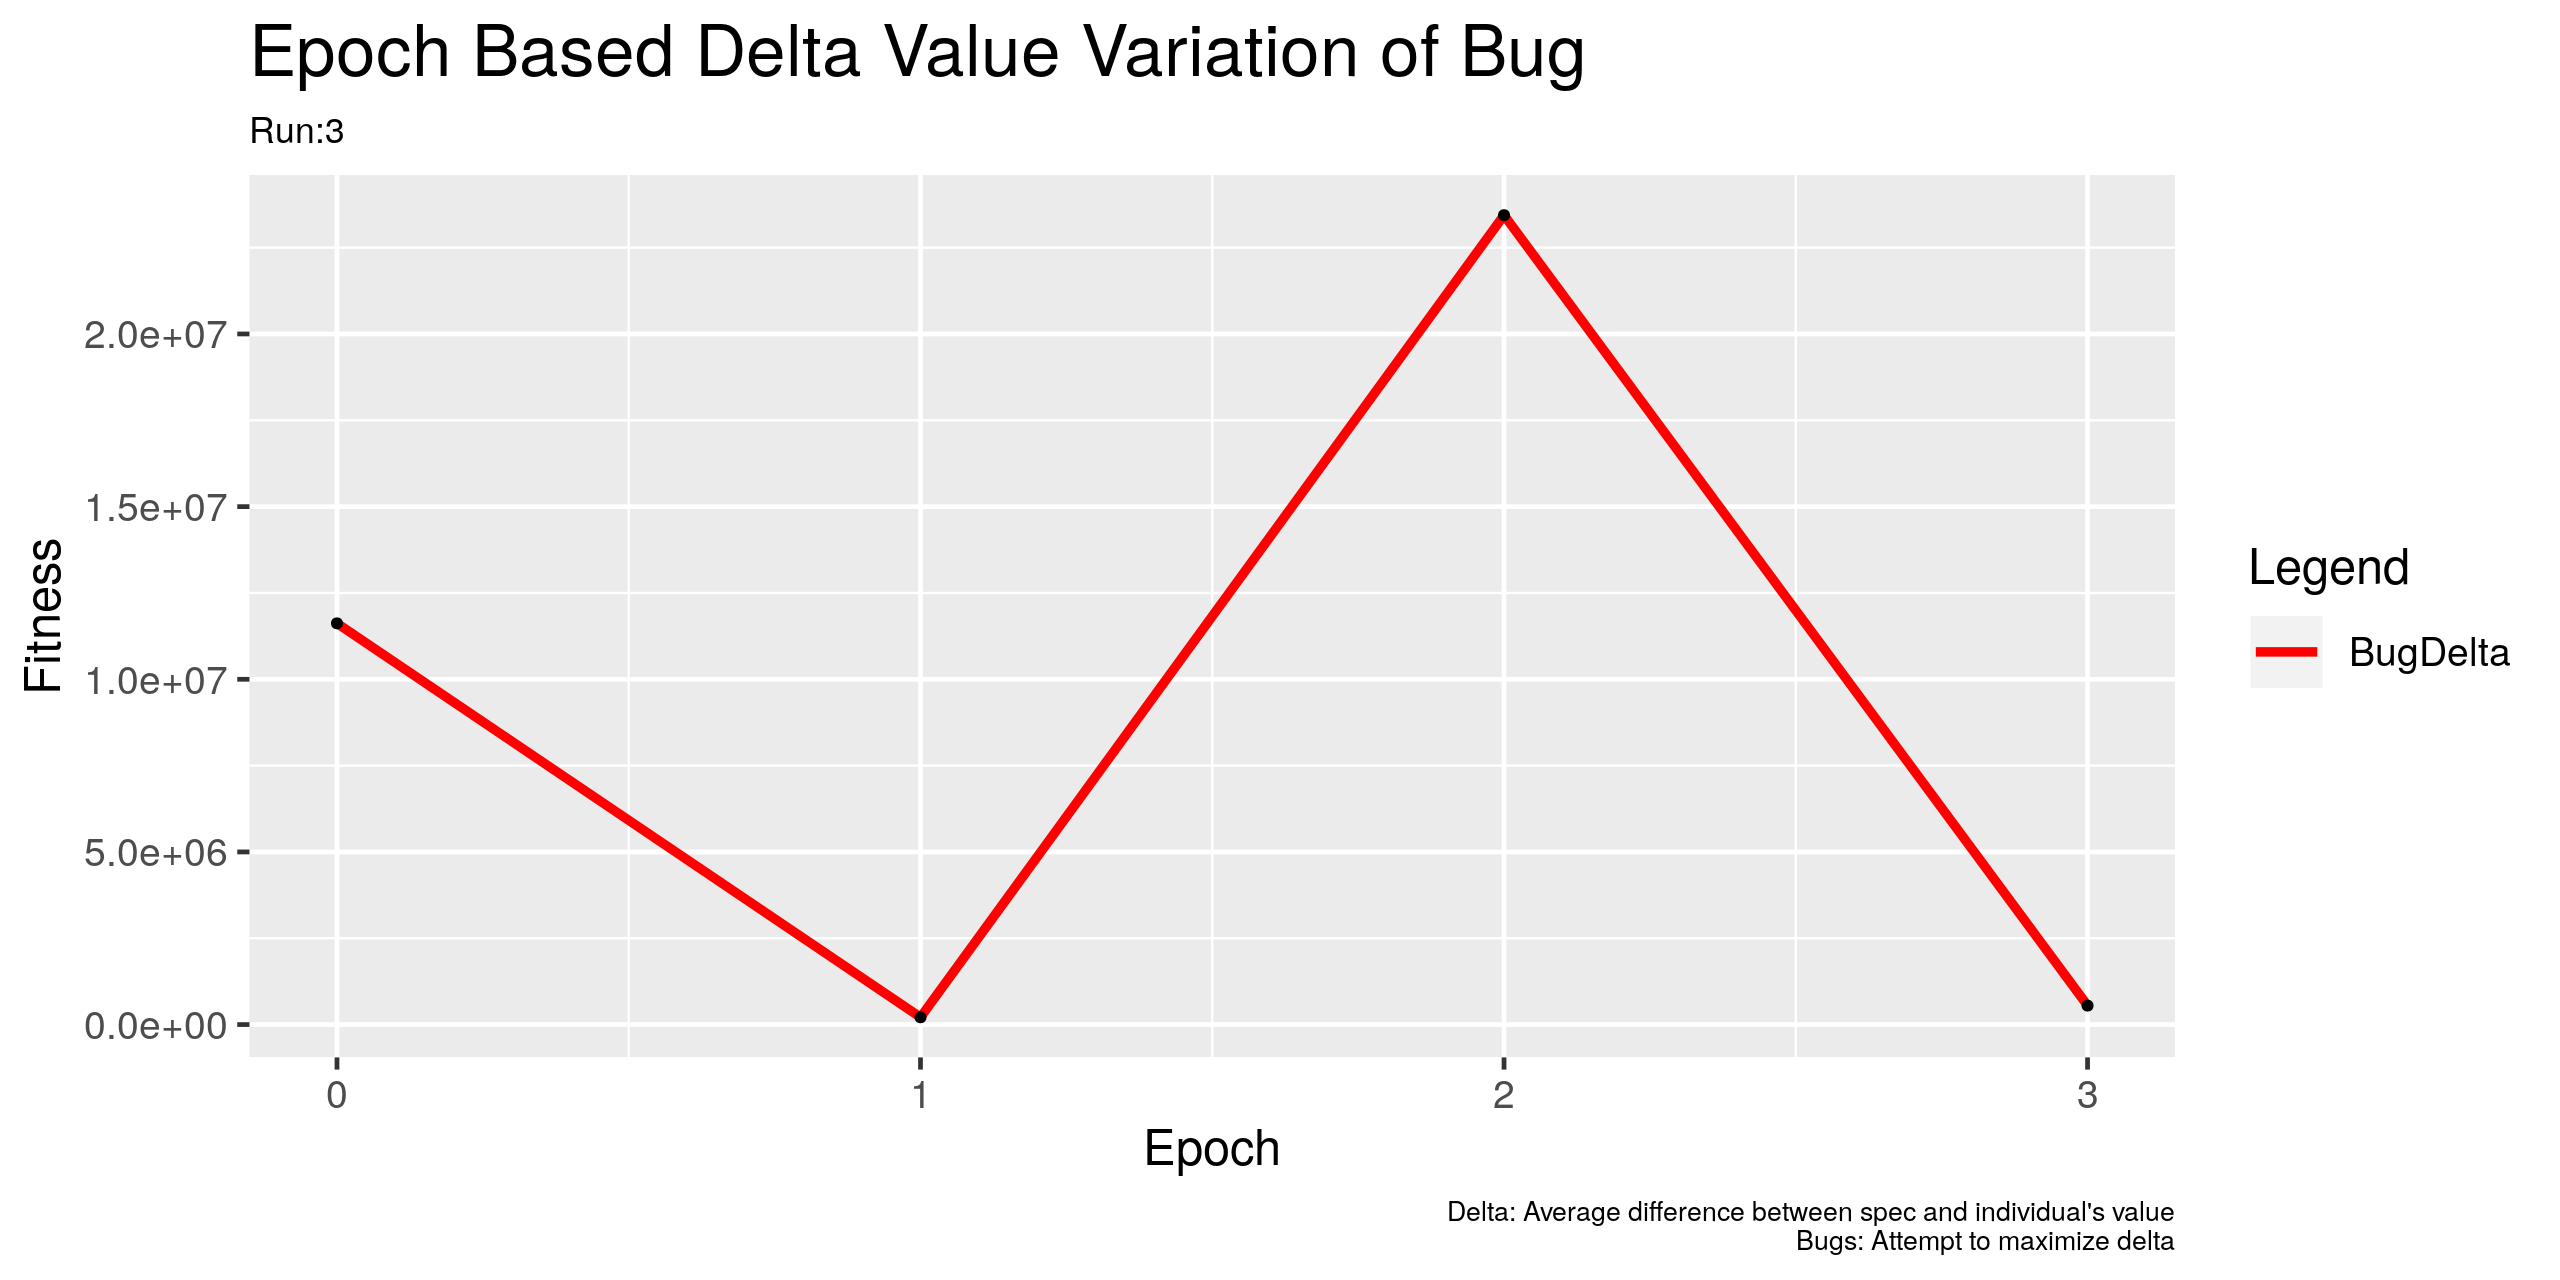 Epoch Based Delta Value Variation of Bug
Run:3
Fitness
2.0e+07
1.5e+07
1.0e+07
5.0e+06
0.0e+00
0 1 2 3
Epoch
Legend
BugDelta
Delta: Average difference between spec and individual's value
Bugs: Attempt to maximize delta